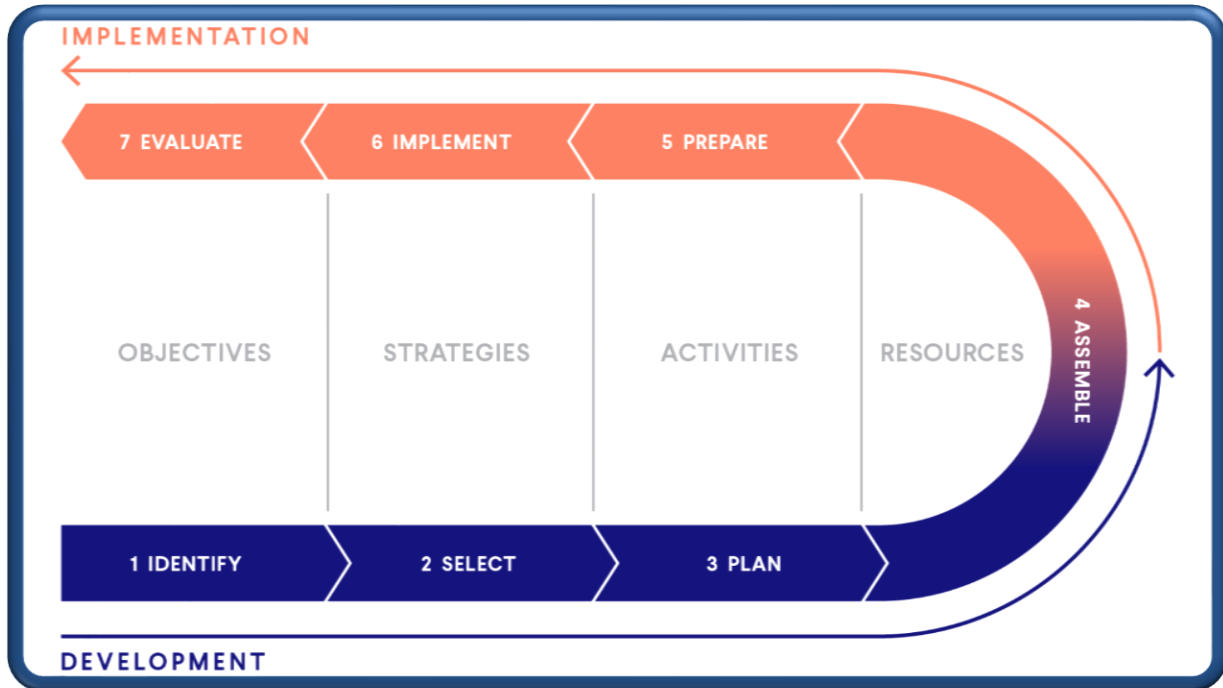 IMPLEMENTATION
7 EVALUATE
6 IMPLEMENT
5 PREPARE
OBJECTIVES
STRATEGIES
ACTIVITIES
RESOURCES
4 ASSEMBLE
1 IDENTIFY
2 SELECT
3 PLAN
DEVELOPMENT